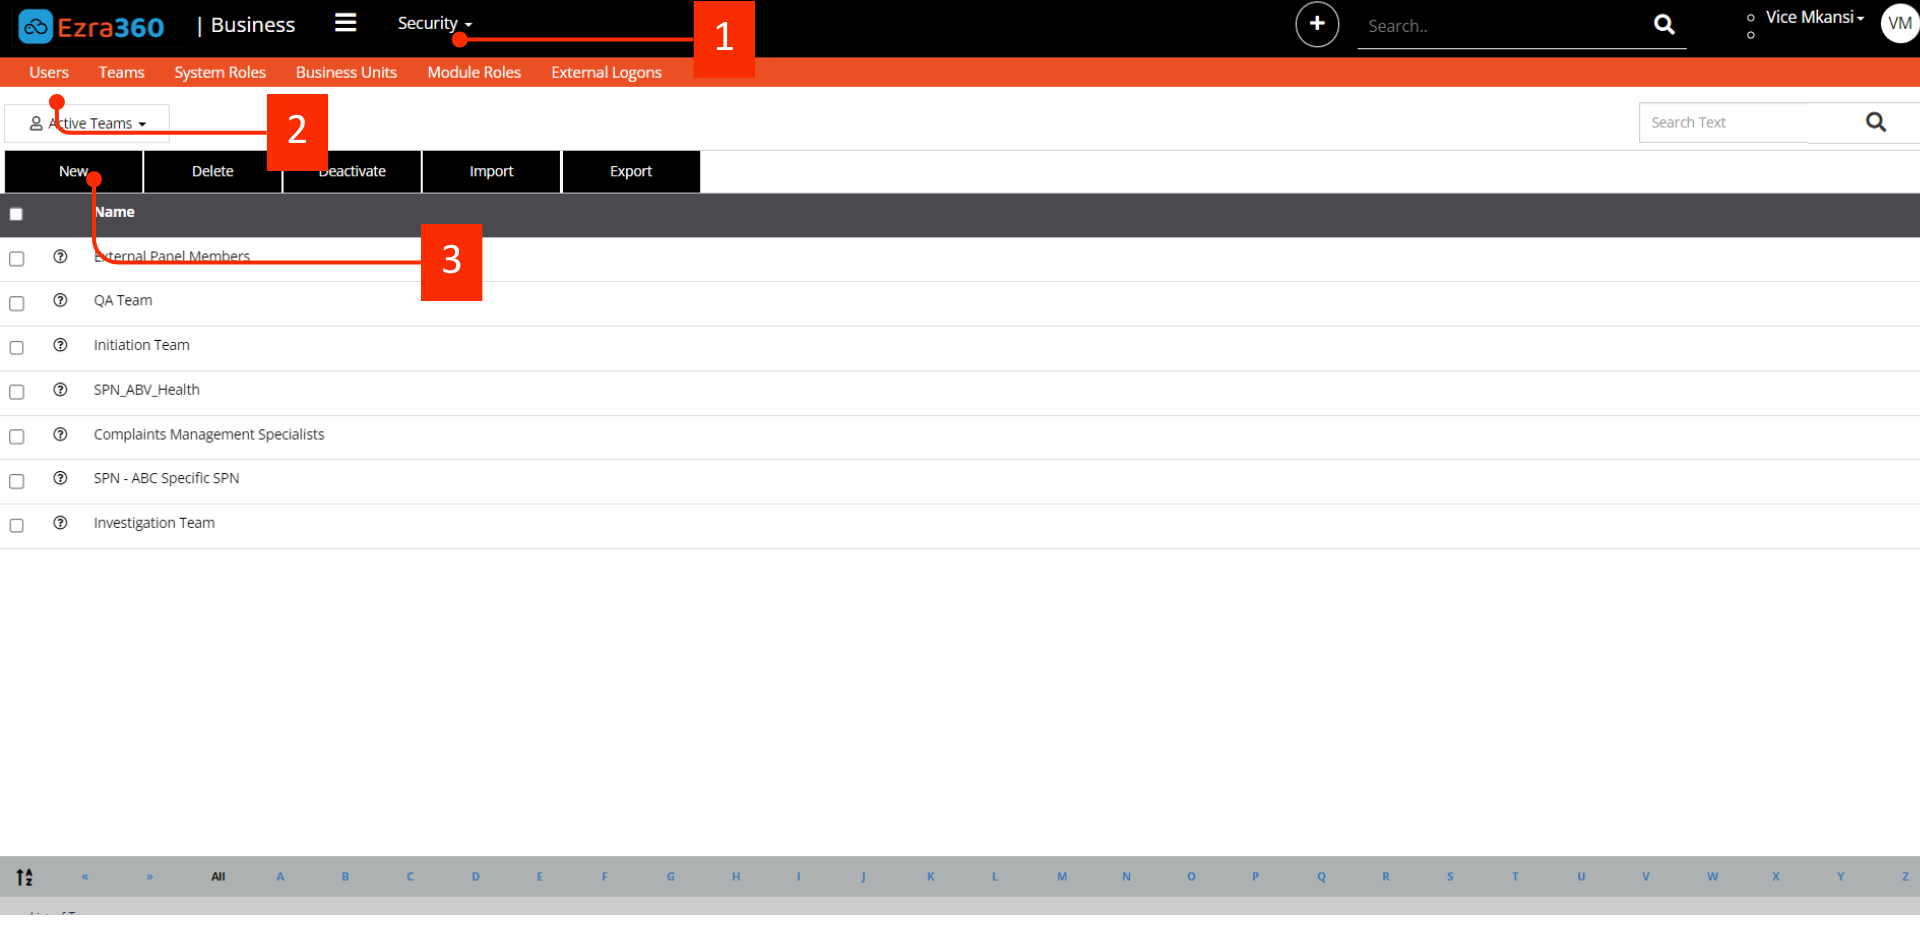 Ezra360 | Business Security Search.. Vice Mkansi VM
1
Users Teams System Roles Business Units Module Roles External Logons
Active Teams 2 Search Text
New Delete Deactivate Import Export
Name
External Panel Members
3
QA Team
Initiation Team
SPN_ABV_Health
Complaints Management Specialists
SPN - ABC Specific SPN
Investigation Team
« » All A B C D E F G H I J K L M N O P Q R S T U V W X Y Z